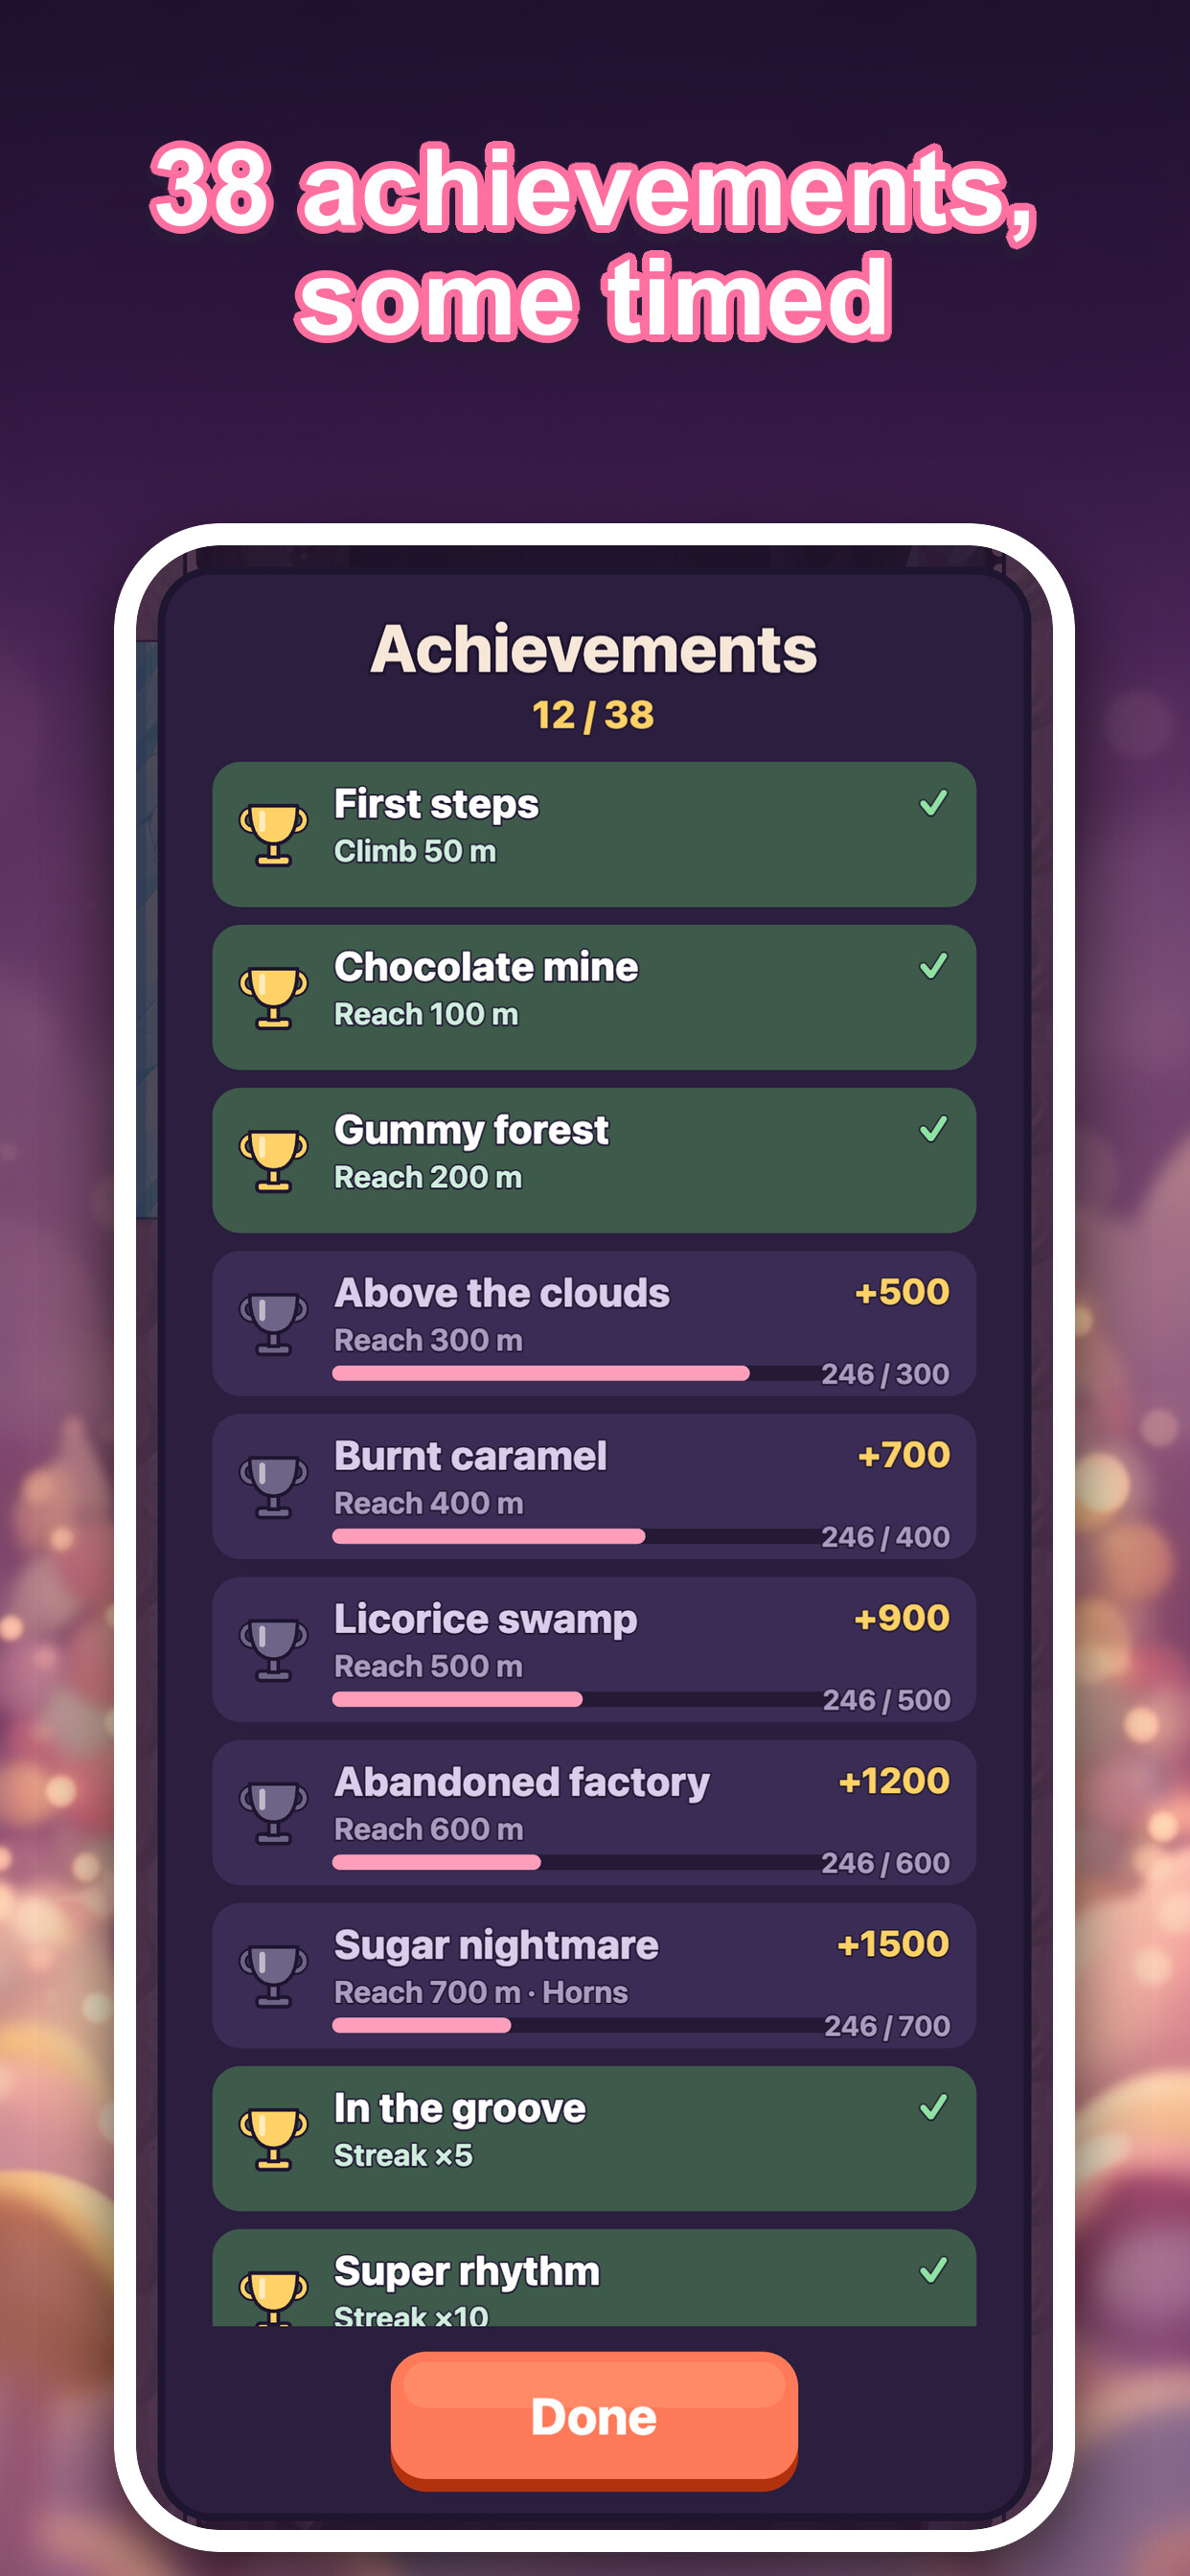 38 achievements,
some timed
Achievements
12 / 38
First steps
Climb 50 m
Chocolate mine
Reach 100 m
Gummy forest
Reach 200 m
Above the clouds
+500
Reach 300 m
246 / 300
Burnt caramel
+700
Reach 400 m
246 / 400
Licorice swamp
+900
Reach 500 m
246 / 500
Abandoned factory
+1200
Reach 600 m
246 / 600
Sugar nightmare
+1500
Reach 700 m · Horns
246 / 700
In the groove
Streak ×5
Super rhythm
Streak ×10
Done